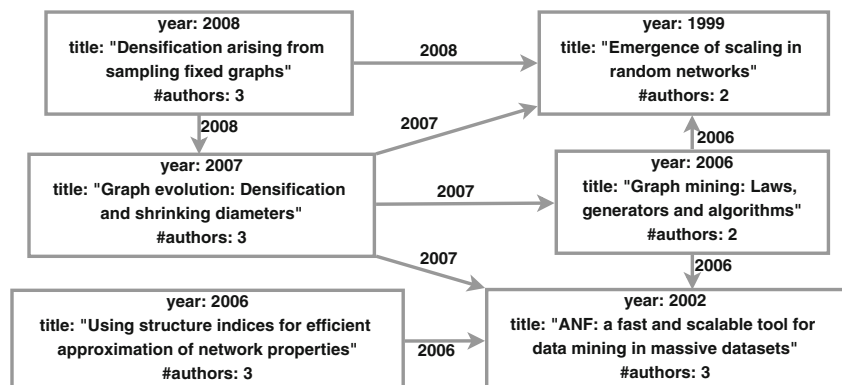 year: 2008
title: "Densification arising from
sampling fixed graphs"
#authors: 3
2008
year: 1999
title: "Emergence of scaling in
random networks"
#authors: 2
2008
2007
2006
year: 2007
title: "Graph evolution: Densification
and shrinking diameters"
#authors: 3
2007
year: 2006
title: "Graph mining: Laws,
generators and algorithms"
#authors: 2
2007
2006
year: 2006
title: "Using structure indices for efficient
approximation of network properties"
#authors: 3
2006
year: 2002
title: "ANF: a fast and scalable tool for
data mining in massive datasets"
#authors: 3